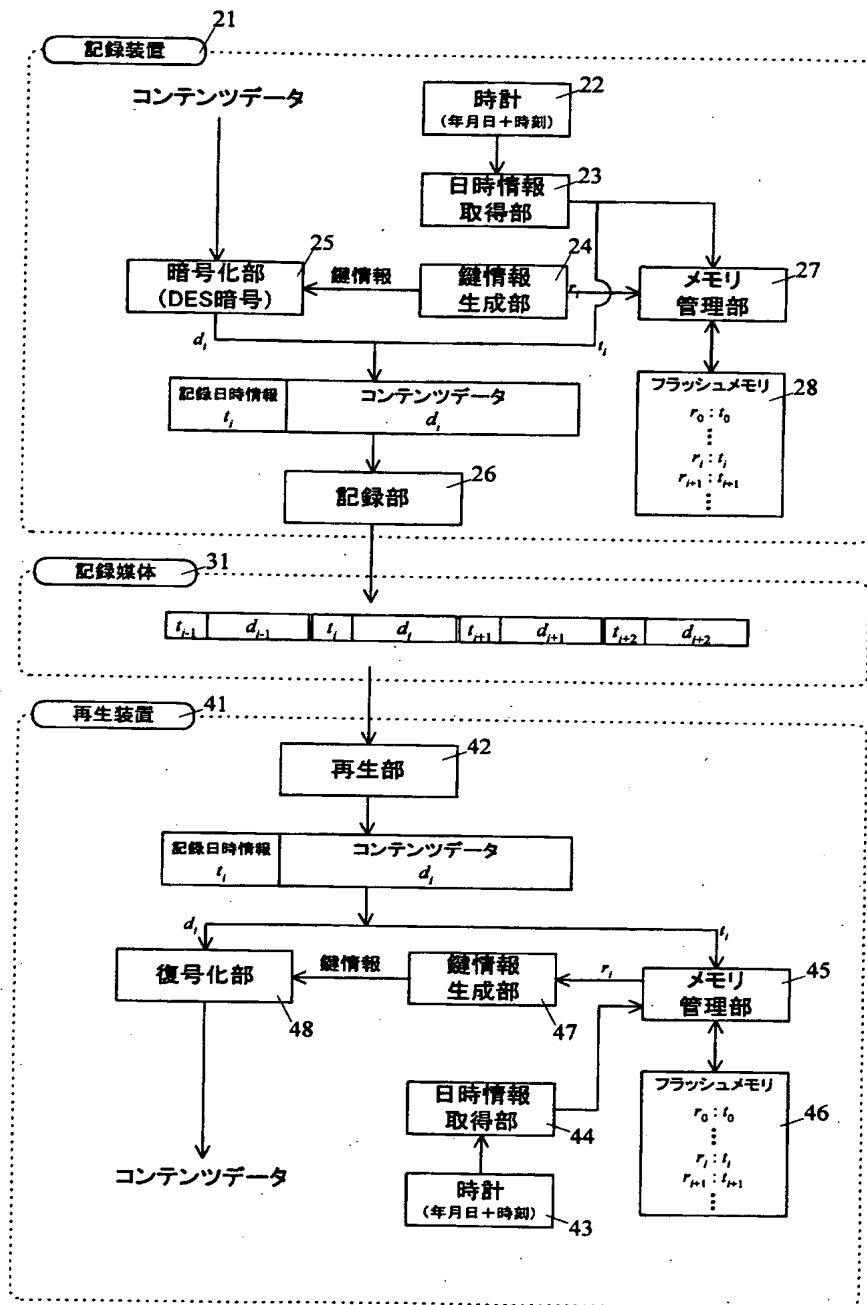 21
記録装置
コンテンツデータ
時計
(年月日+時刻)
22
日時情報
取得部
23
暗号化部
(DES暗号)
25
鍵情報
鍵情報
生成部
24
r_i
メモリ
管理部
27
d_i
t_i
記録日時情報
t_i
コンテンツデータ
d_i
フラッシュメモリ
28
r_0 : t_0
⋮
r_i : t_i
r_{i+1} : t_{i+1}
⋮
記録部
26
記録媒体
31
t_{i-1}
d_{i-1}
t_i
d_i
t_{i+1}
d_{i+1}
t_{i+2}
d_{i+2}
再生装置
41
再生部
42
記録日時情報
t_i
コンテンツデータ
d_i
d_i
t_i
復号化部
48
鍵情報
鍵情報
生成部
47
r_i
メモリ
管理部
45
日時情報
取得部
44
フラッシュメモリ
46
r_0 : t_0
⋮
r_i : t_i
r_{i+1} : t_{i+1}
⋮
コンテンツデータ
時計
(年月日+時刻)
43